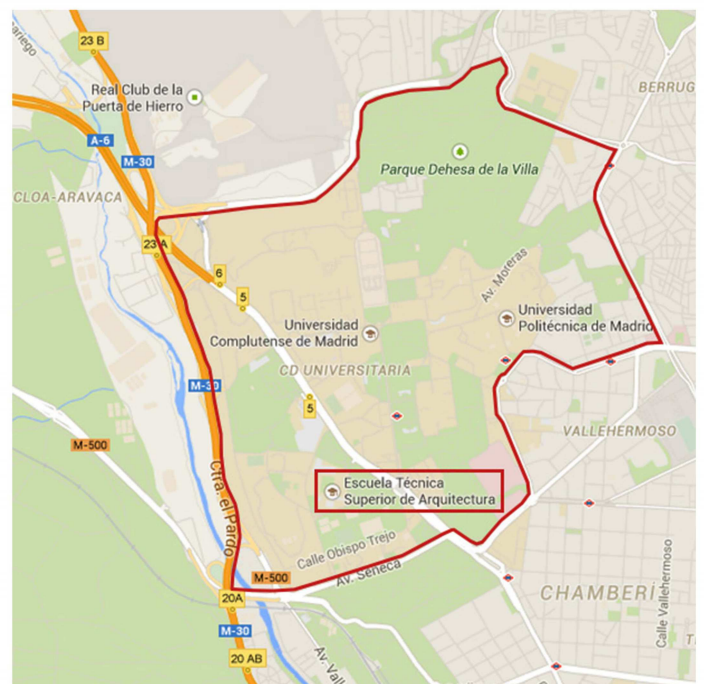 23 B
Real Club de la
Puerta de Hierro
BERRUG
A-6
M-30
Parque Dehesa de la Villa
CLOA-ARAVACA
23 A
6
5
Av. Moreras
Universidad
Politécnica de Madrid
Universidad
Complutense de Madrid
CD UNIVERSITARIA
M-30
5
VALLEHERMOSO
M-500
Ctra. el Pardo
Escuela Técnica
Superior de Arquitectura
Calle Obispo Trejo
M-500
Av. Séneca
20A
CHAMBERÍ
Calle Vallehermoso
M-30
20 AB
Av. Vall